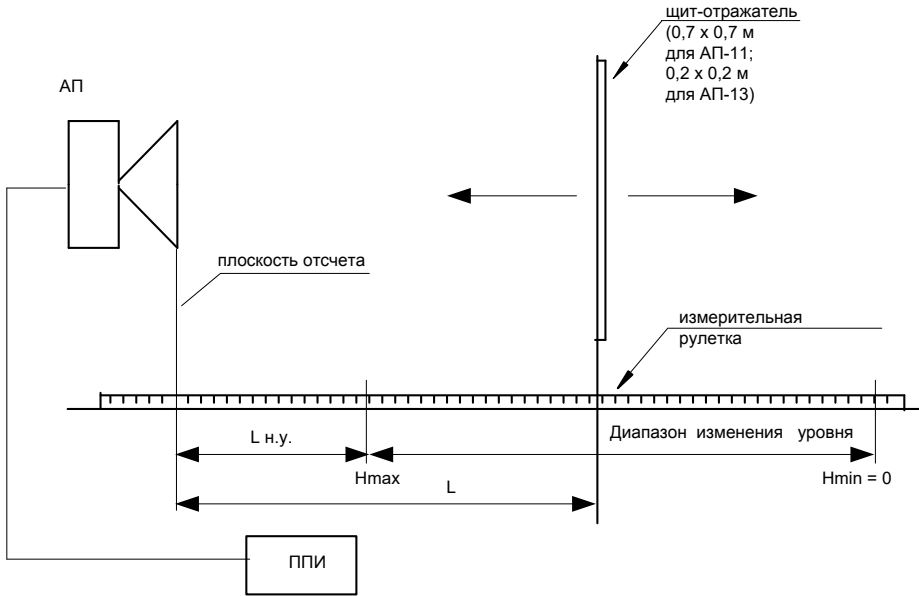 щит-отражатель
(0,7 х 0,7 м
для АП-11;
0,2 х 0,2 м
для АП-13)
АП
плоскость отсчета
измерительная
рулетка
L н.у.
Диапазон изменения уровня
Hmax
L
Hmin = 0
ППИ